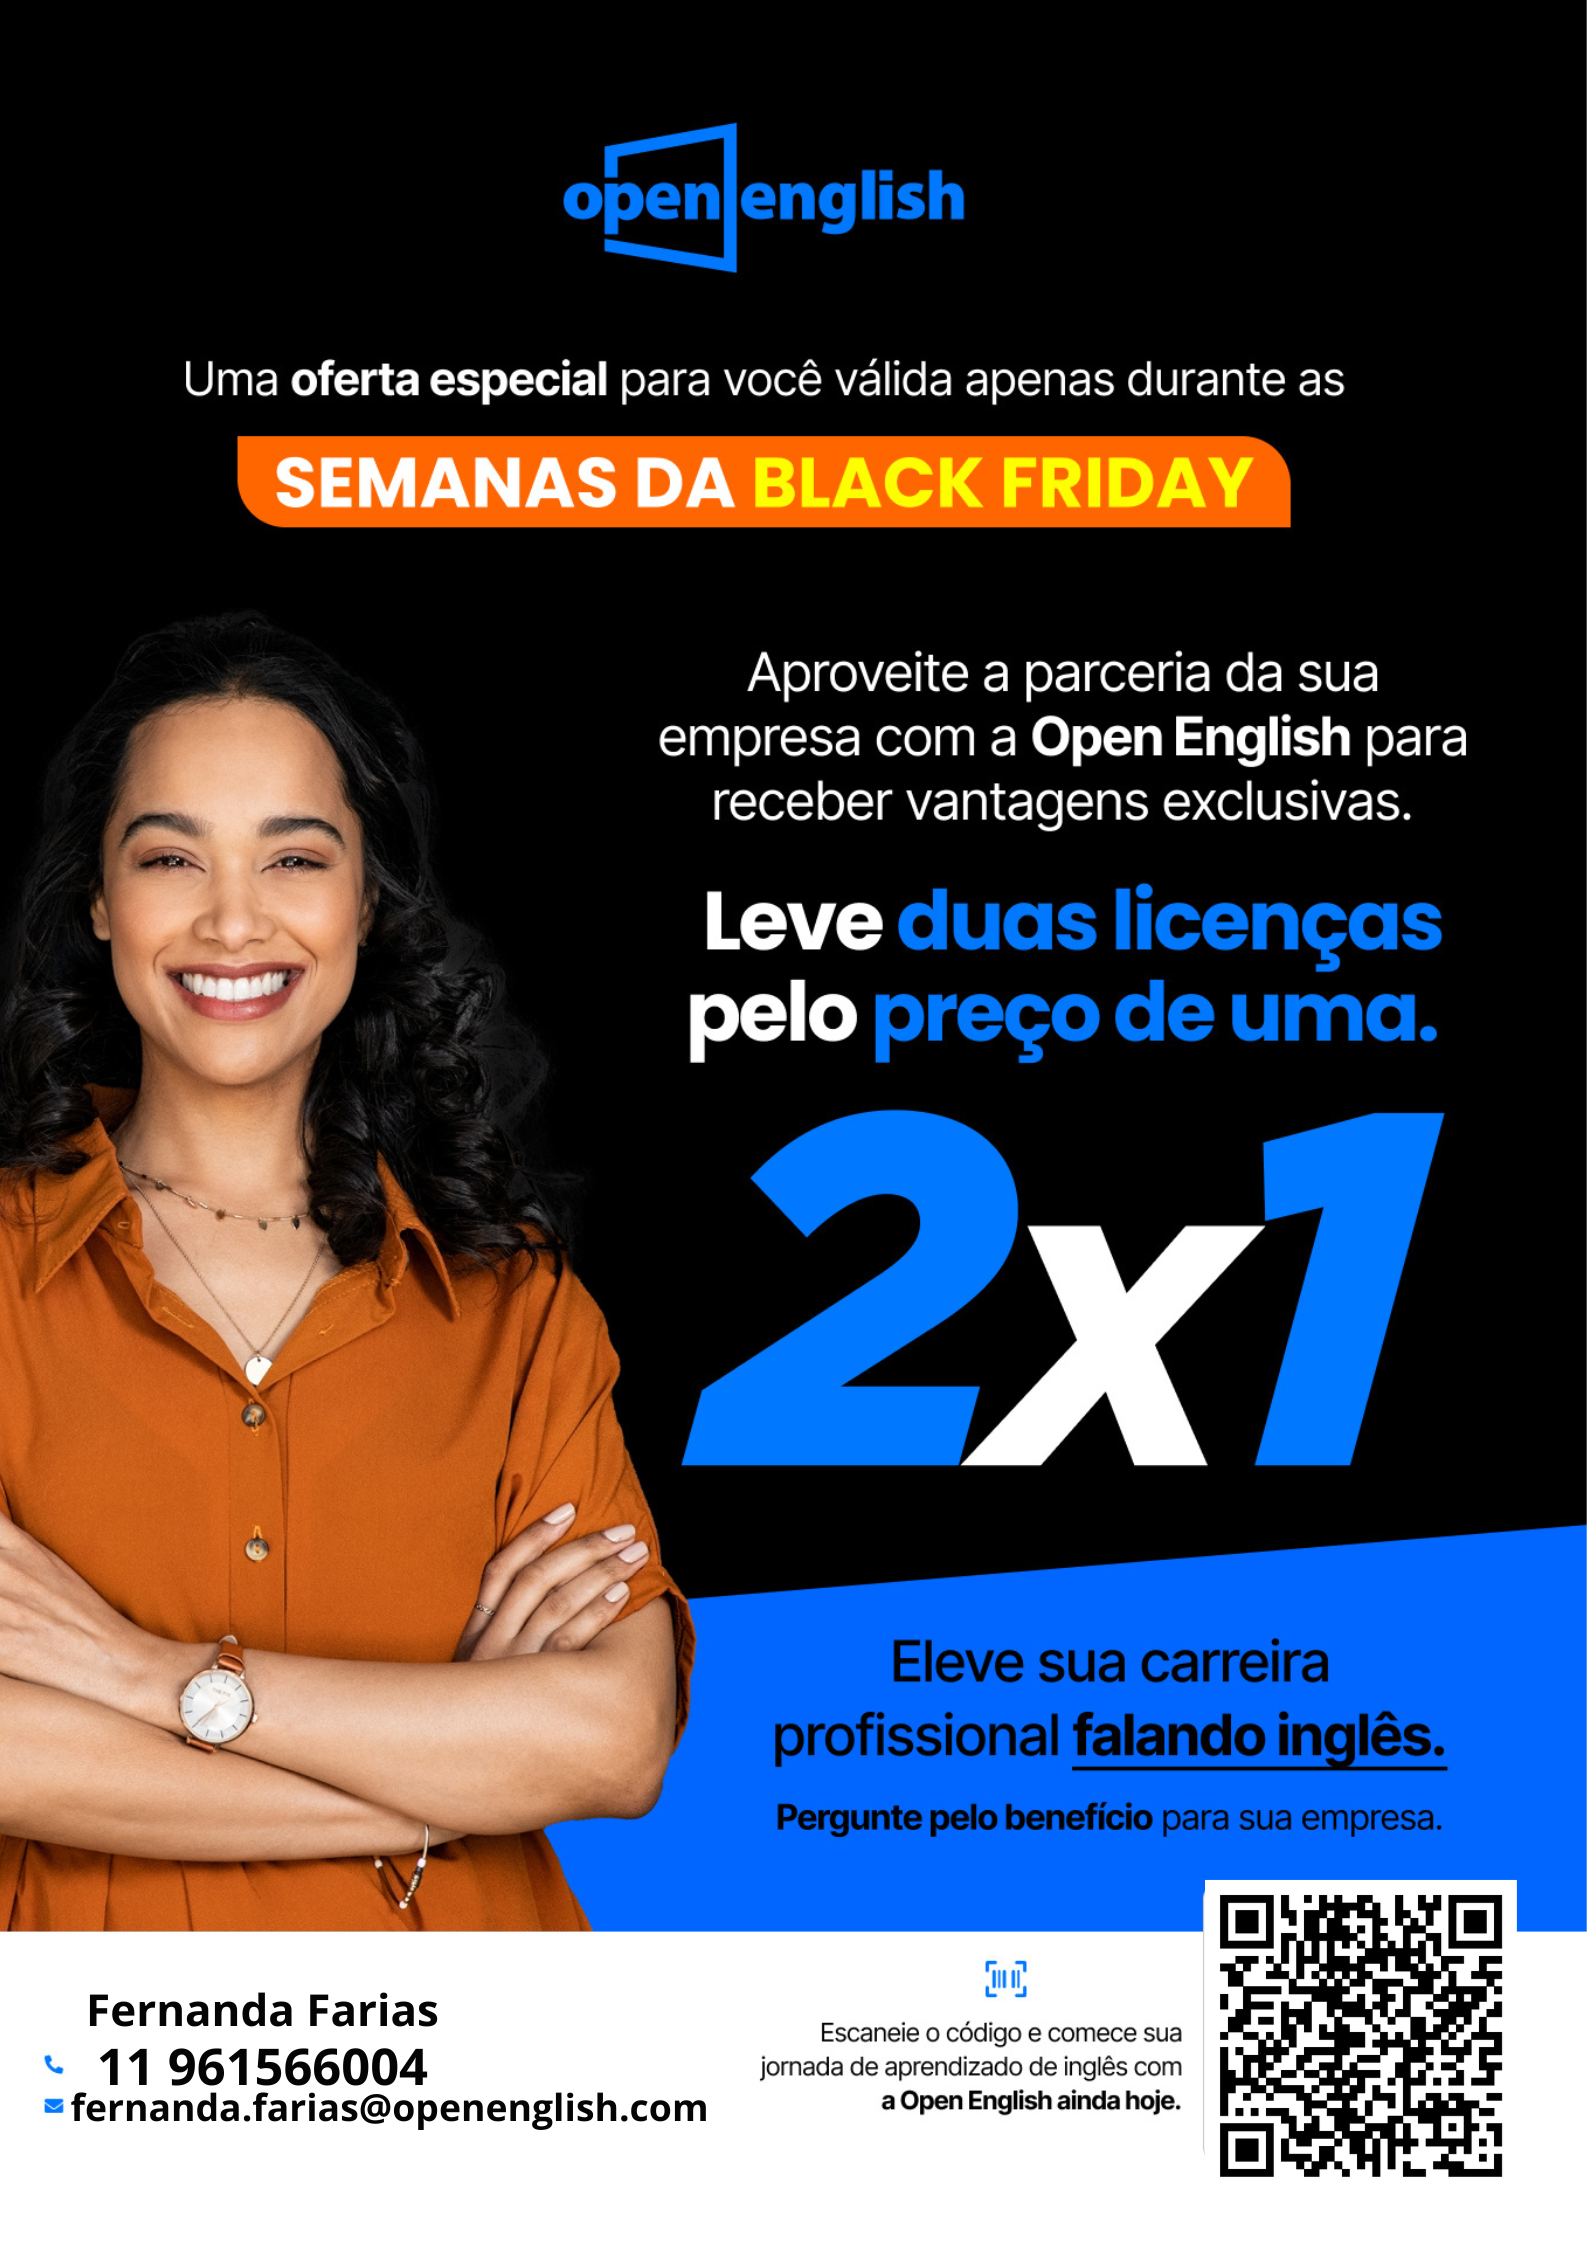 openenglish
Uma oferta especial para você válida apenas durante as
SEMANAS DA BLACK FRIDAY
Aproveite a parceria da sua
empresa com a Open English para
receber vantagens exclusivas.
Leve duas licenças
pelo preço de uma.
2x1
Eleve sua carreira
profissional falando inglês.
Pergunte pelo benefício para sua empresa.
Fernanda Farias
11 961566004
fernanda.farias@openenglish.com
Escaneie o código e comece sua
jornada de aprendizado de inglês com
a Open English ainda hoje.